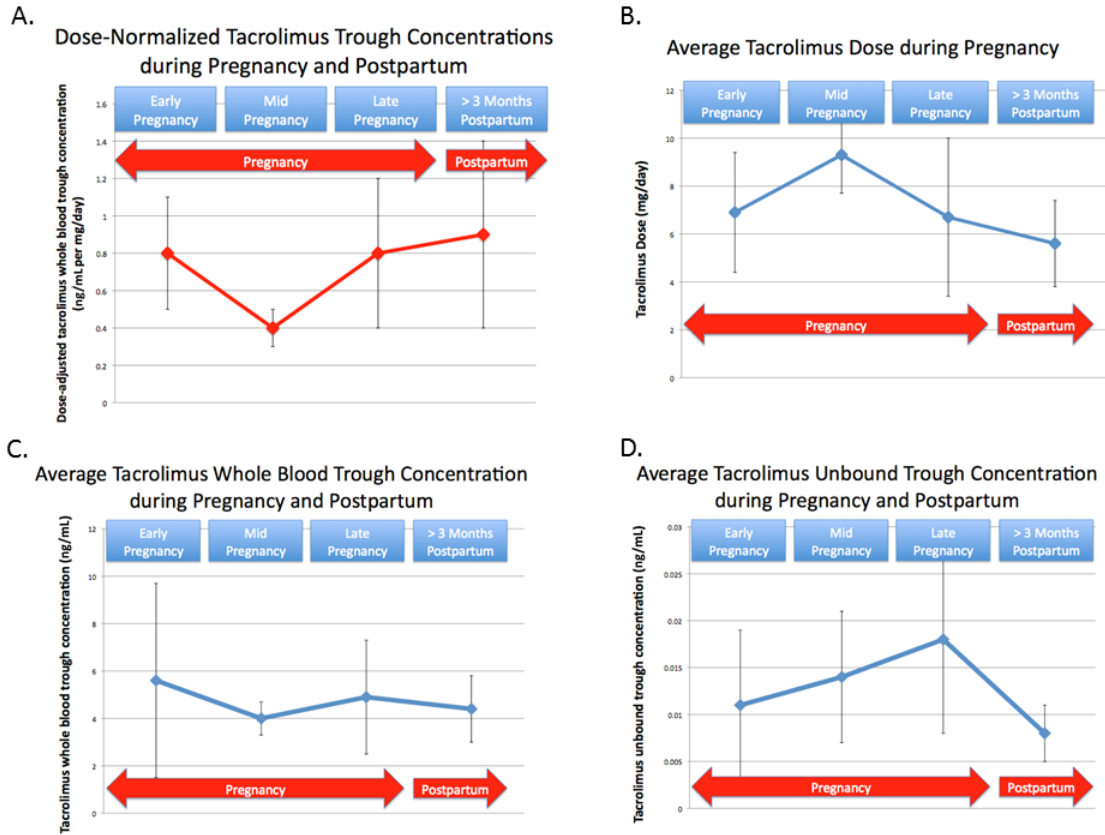 A.
Dose-Normalized Tacrolimus Trough Concentrations
during Pregnancy and Postpartum
Dose-adjusted tacrolimus whole blood trough concentration
(ng/mL per mg/day)
1.6
1.4
1.2
1
0.8
0.6
0.4
0.2
0
Early
Pregnancy
Mid
Pregnancy
Late
Pregnancy
> 3 Months
Postpartum
Pregnancy
Postpartum
B.
Average Tacrolimus Dose during Pregnancy
Tacrolimus Dose (mg/day)
12
10
8
6
4
2
0
Early
Pregnancy
Mid
Pregnancy
Late
Pregnancy
> 3 Months
Postpartum
Pregnancy
Postpartum
C.
Average Tacrolimus Whole Blood Trough Concentration
during Pregnancy and Postpartum
Tacrolimus whole blood trough concentration (ng/mL)
12
10
8
6
4
2
0
Early
Pregnancy
Mid
Pregnancy
Late
Pregnancy
> 3 Months
Postpartum
Pregnancy
Postpartum
D.
Average Tacrolimus Unbound Trough Concentration
during Pregnancy and Postpartum
Tacrolimus unbound trough concentration (ng/mL)
0.03
0.025
0.02
0.015
0.01
0.005
0
Early
Pregnancy
Mid
Pregnancy
Late
Pregnancy
> 3 Months
Postpartum
Pregnancy
Postpartum